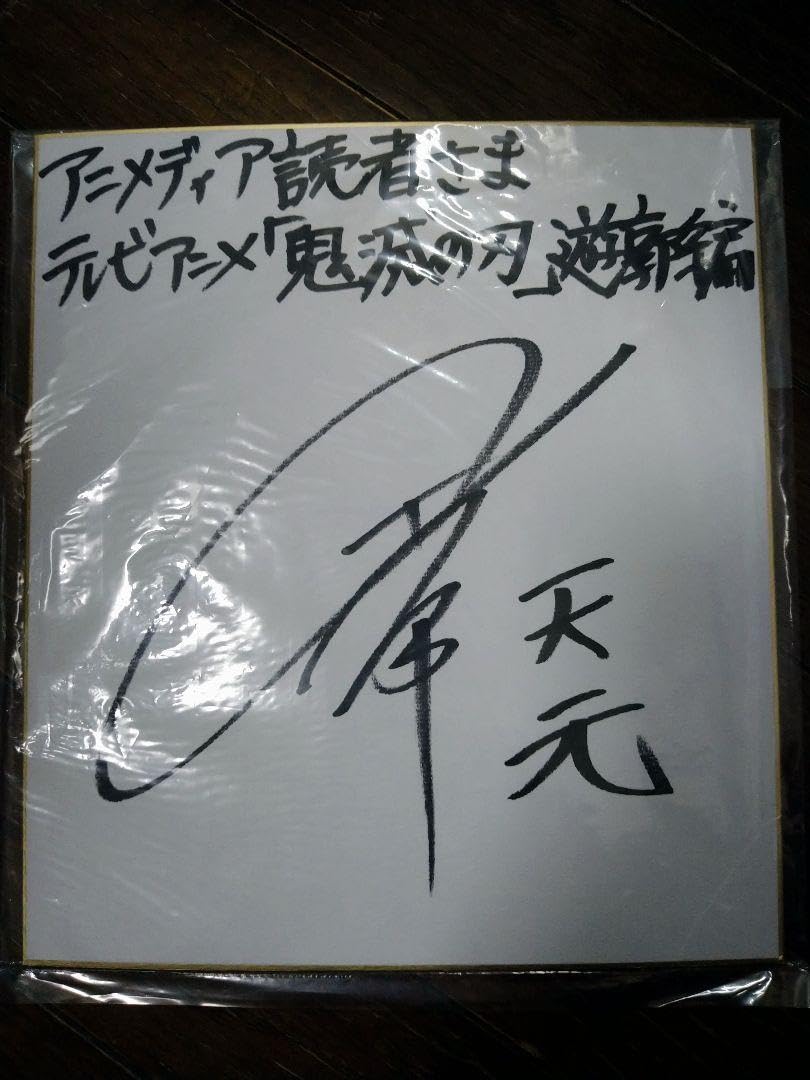 アニメディア読者さま
テレビアニメ「鬼滅の刃」遊郭編
天元